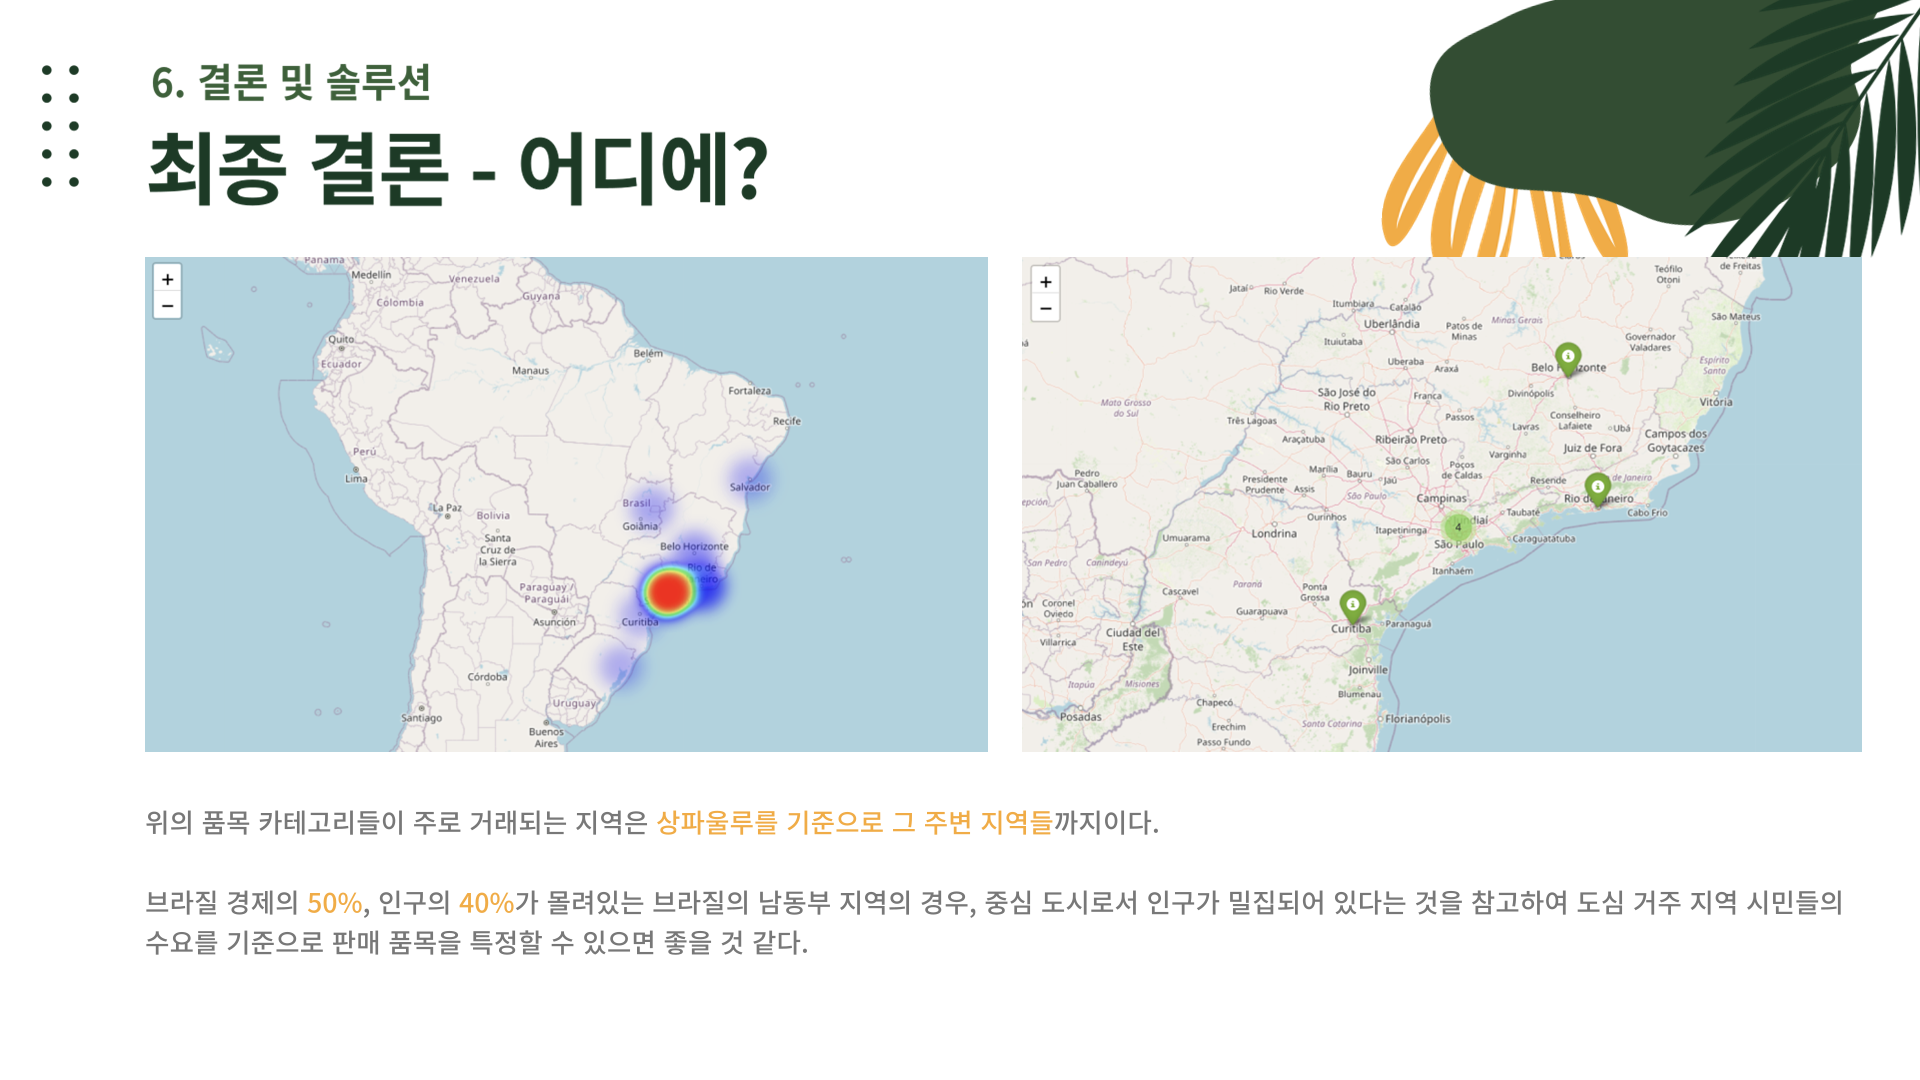 6. 결론 및 솔루션
최종 결론 - 어디에?
+
−
Panama
Medellín
Venezuela
Guyana
Colombia
Quito
Ecuador
Belém
Manaus
Fortaleza
Recife
Perú
Lima
Salvador
Brasil
La Paz
Bolivia
Goiânia
Santa
Cruz de
la Sierra
Belo Horizonte
Rio de
Paraguay /
Paraguái
Asunción
Curitiba
Córdoba
Uruguay
Santiago
Buenos
Aires
+
−
Teófilo
Otoni
de Freitas
Jataí
Rio Verde
Itumbiara
Catalão
São Mateus
Uberlândia
Patos de
Minas
Minas Gerais
Governador
Valadares
Ituiutaba
Uberaba
Araxá
Belo Horizonte
Espírito
Santo
São José do
Rio Preto
Franca
Divinópolis
Mato Grosso
do Sul
Vitória
Três Lagoas
Passos
Conselheiro
Lafaiete
Lavras
Ubá
Araçatuba
Ribeirão Preto
Juiz de Fora
Campos dos
Goytacazes
São Carlos
Varginha
Marília
Bauru
Jaú
Poços
de Caldas
Pedro
Juan Caballero
Presidente
Prudente
Assis
São Paulo
Campinas
Resende
de Janeiro
Rio de Janeiro
Cabo Frio
Ourinhos
Taubaté
4
Umuarama
Londrina
Itapetininga
São Paulo
Caraguatatuba
San Pedro
Canindeyú
Itanhaém
Paraná
Ponta
Grossa
Cascavel
Coronel
Oviedo
Guarapuava
Curitiba
Paranaguá
Villarrica
Ciudad del
Este
Joinville
Itapúa
Misiones
Blumenau
Posadas
Chapecó
Santa Catarina
Florianópolis
Erechim
Passo Fundo
위의 품목 카테고리들이 주로 거래되는 지역은 상파울루를 기준으로 그 주변 지역들까지이다.
브라질 경제의 50%, 인구의 40%가 몰려있는 브라질의 남동부 지역의 경우, 중심 도시로서 인구가 밀집되어 있다는 것을 참고하여 도심 거주 지역 시민들의
수요를 기준으로 판매 품목을 특정할 수 있으면 좋을 것 같다.